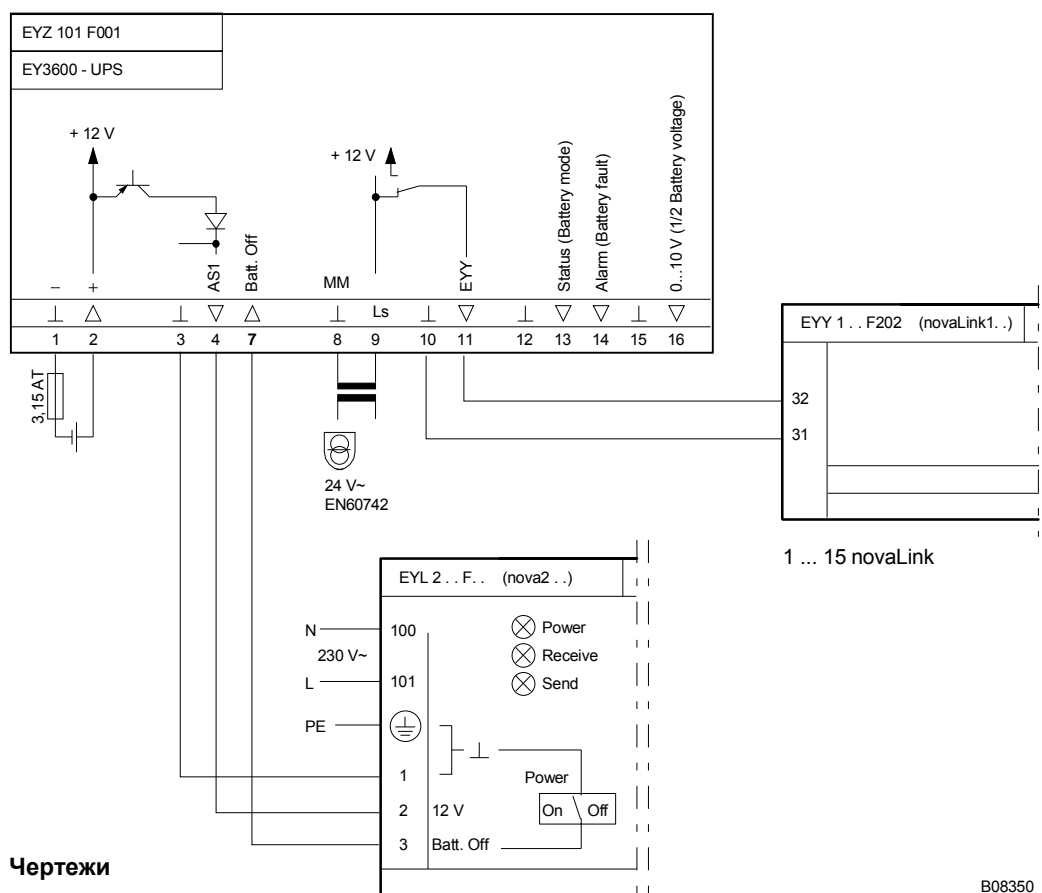 EYZ 101 F001
EY3600 - UPS
+ 12 V
+ 12 V
AS1
Batt. Off
EYY
Status (Battery mode)
Alarm (Battery fault)
0...10 V (1/2 Battery voltage)
– +
MM
Ls
1 2 3 4 7 8 9 10 11 12 13 14 15 16
3,15 AT
24 V~
EN60742
EYY 1 . . F202 (novaLink1. .)
32
31
1 ... 15 novaLink
EYL 2 . . F. . (nova2 . .)
N 100
230 V~
L 101
PE
Power
Receive
Send
1
Power
2 12 V
On Off
3 Batt. Off
Чертежи
B08350